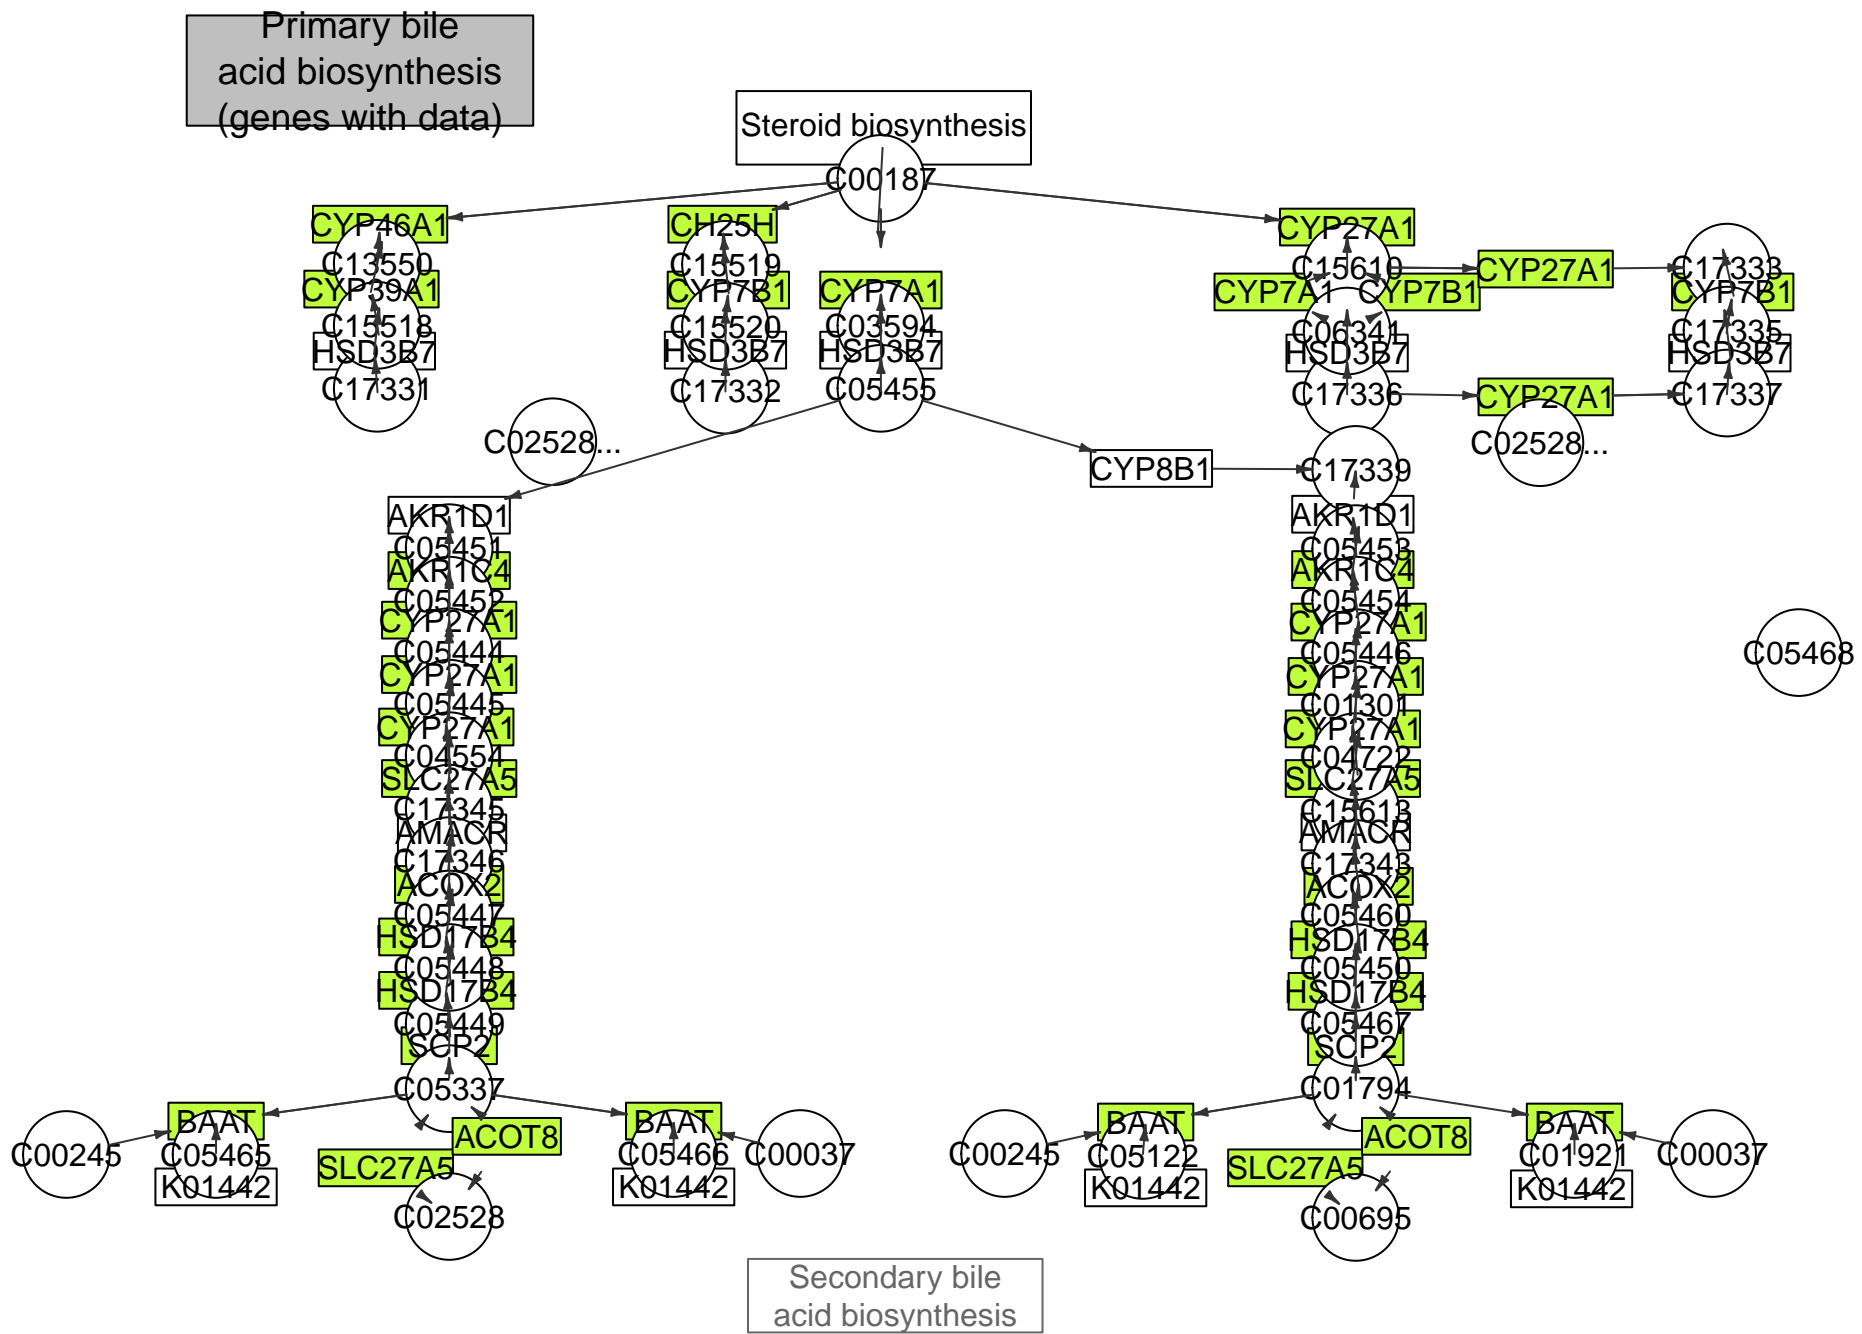 Primary bile
acid biosynthesis
(genes with data)
Steroid biosynthesis
C00187
CYP46A1
CH25H
CYP27A1
C13550
C15519
C15610
CYP27A1
C17333
CYP39A1
CYP7B1
CYP7A1
CYP7A1
CYP7B1
CYP7B1
C15518
C15520
C03594
C06341
C17335
HSD3B7
HSD3B7
HSD3B7
HSD3B7
HSD3B7
C17331
C17332
C05455
C17336
CYP27A1
C17337
C02528...
C02528...
CYP8B1
C17339
AKR1D1
AKR1D1
C05451
C05453
AKR1C4
AKR1C4
C05452
C05454
CYP27A1
CYP27A1
C05444
C05446
C05468
CYP27A1
CYP27A1
C05445
C01301
CYP27A1
CYP27A1
C04554
C04722
SLC27A5
SLC27A5
C17345
C15613
AMACR
AMACR
C17346
C17343
ACOX2
ACOX2
C05447
C05460
HSD17B4
HSD17B4
C05448
C05450
HSD17B4
HSD17B4
C05449
C05467
SCP2
SCP2
C05337
C01794
BAAT
BAAT
BAAT
BAAT
ACOT8
ACOT8
C00245
C05465
C05466
C00037
C00245
C05122
C01921
C00037
SLC27A5
SLC27A5
K01442
K01442
K01442
K01442
C02528
C00695
Secondary bile
acid biosynthesis